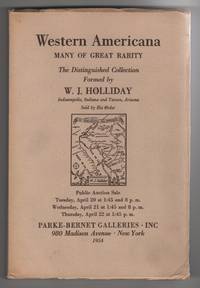 Western Americana
MANY OF GREAT RARITY
The Distinguished Collection
Formed by
W. J. HOLLIDAY
Indianapolis, Indiana and Tucson, Arizona
Sold by His Order
Public Auction Sale
Tuesday, April 20 at 1:45 and 8 p. m.
Wednesday, April 21 at 1:45 and 8 p. m.
Thursday, April 22 at 1:45 p. m.
PARKE-BERNET GALLERIES · INC
980 Madison Avenue · New York
1954